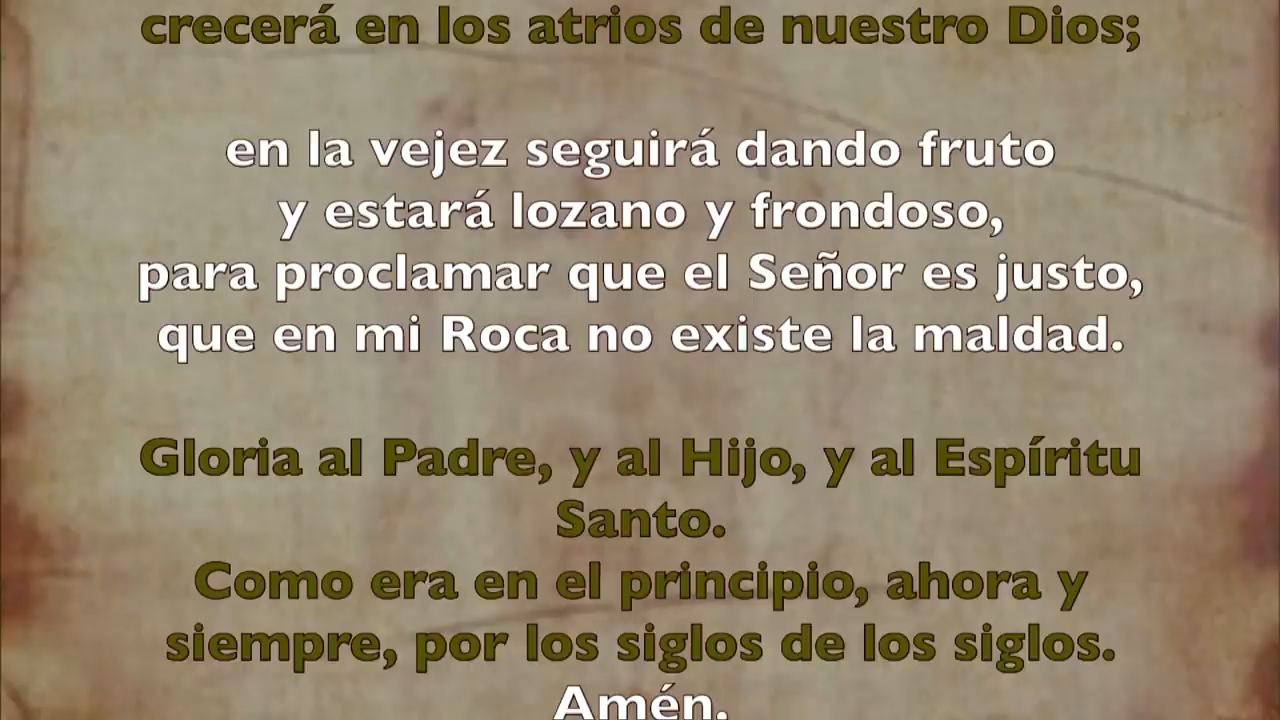 crecerá en los atrios de nuestro Dios;
en la vejez seguirá dando fruto
y estará lozano y frondoso,
para proclamar que el Señor es justo,
que en mi Roca no existe la maldad.
Gloria al Padre, y al Hijo, y al Espíritu
Santo.
Como era en el principio, ahora y
siempre, por los siglos de los siglos.
Amén.